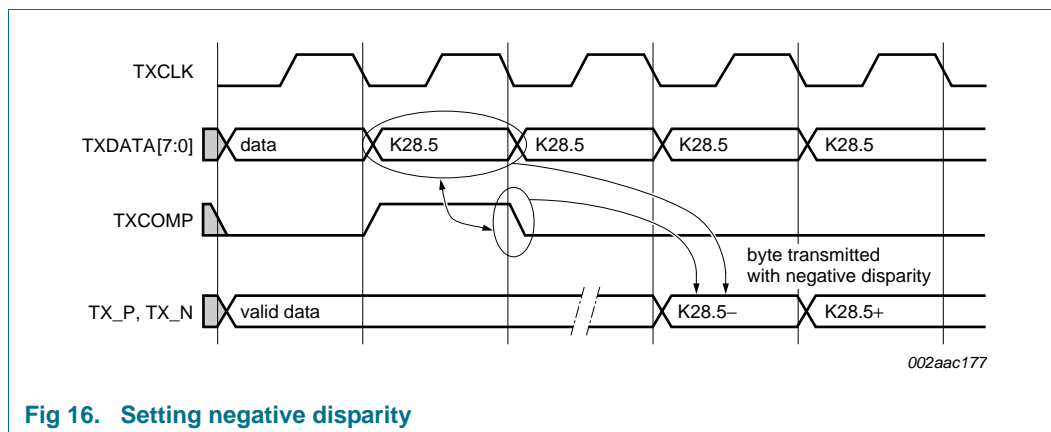 TXCLK
TXDATA[7:0]
data
K28.5
K28.5
K28.5
K28.5
TXCOMP
byte transmitted
with negative disparity
TX_P, TX_N
valid data
K28.5−
K28.5+
002aac177
Fig 16. Setting negative disparity